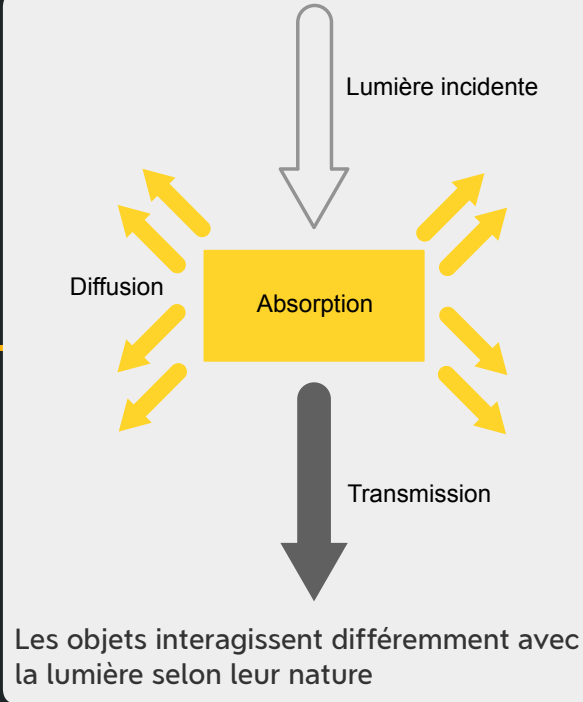 Lumière incidente
Diffusion
Absorption
Transmission
Les objets interagissent différemment avec
la lumière selon leur nature